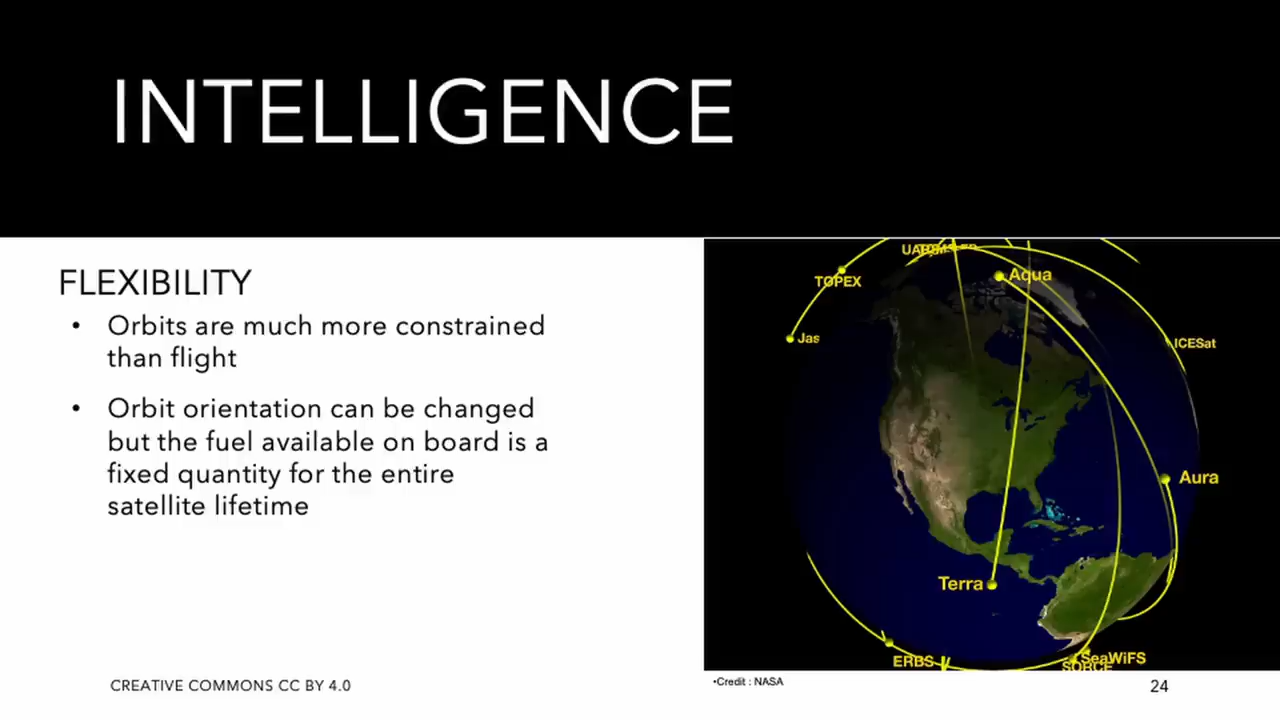 INTELLIGENCE
FLEXIBILITY
• Orbits are much more constrained
than flight
• Orbit orientation can be changed
but the fuel available on board is a
fixed quantity for the entire
satellite lifetime
TOPEX
Aqua
Jas
ICESat
Aura
Terra
ERBS
SeaWiFS
SORCE
CREATIVE COMMONS CC BY 4.0
•Credit : NASA
24